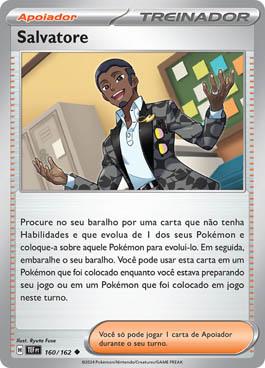 Apoiador
TREINADOR
Salvatore
Procure no seu baralho por uma carta que não tenha
Habilidades e que evolua de 1 dos seus Pokémon e
coloque-a sobre aquele Pokémon para evoluí-lo. Em seguida,
embaralhe o seu baralho. Você pode usar esta carta em um
Pokémon que foi colocado enquanto você estava preparando
seu jogo ou em um Pokémon que foi colocado em jogo
neste turno.
Você só pode jogar 1 carta de Apoiador
durante o seu turno.
Ilust. Ryuta Fuse
H TEF PT 160/162
©2024 Pokémon/Nintendo/Creatures/GAME FREAK